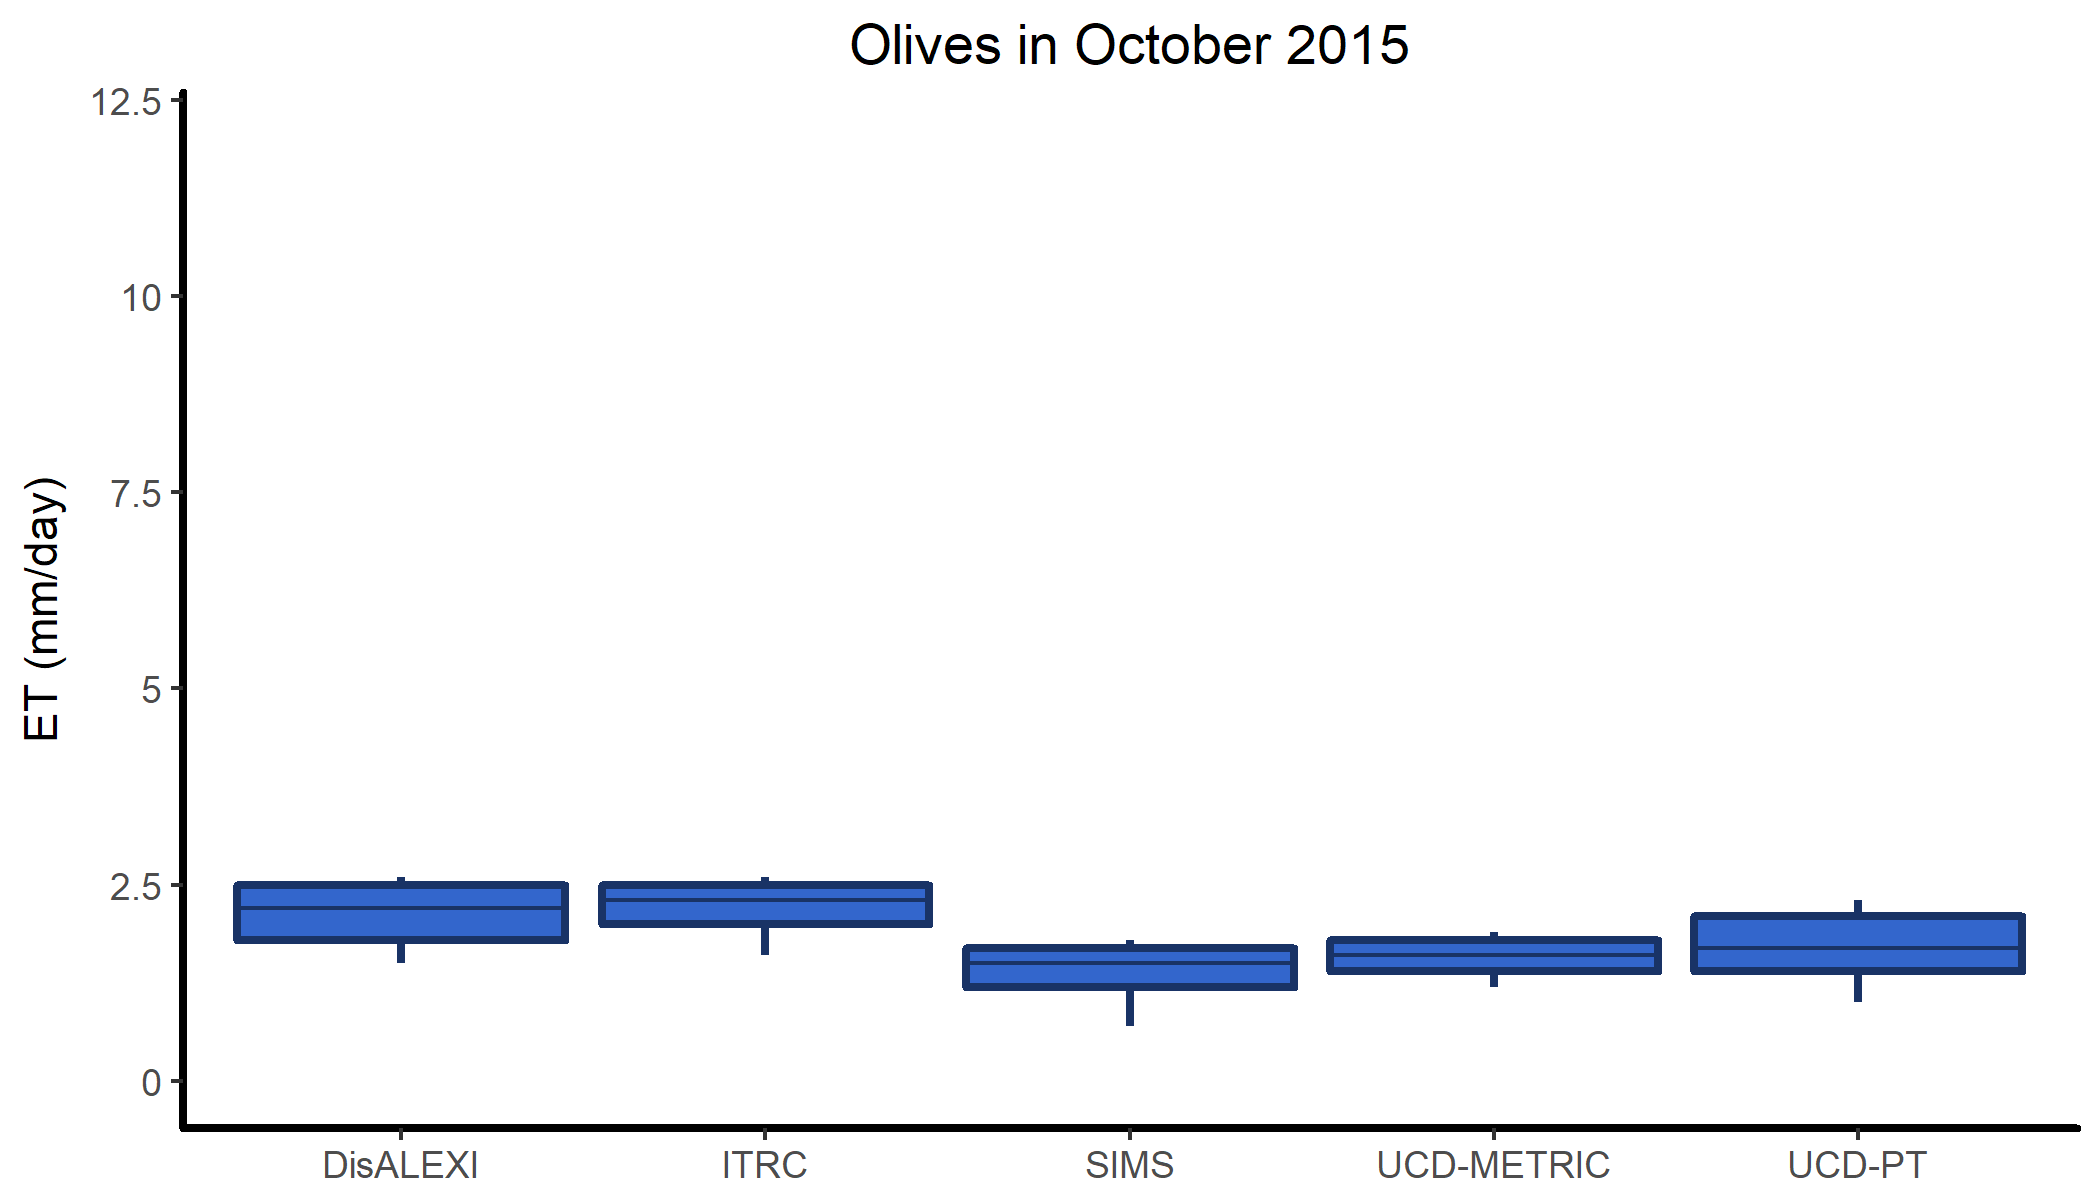 Olives in October 2015
12.5
10
7.5
5
2.5
0
ET (mm/day)
DisALEXI ITRC SIMS UCD-METRIC UCD-PT